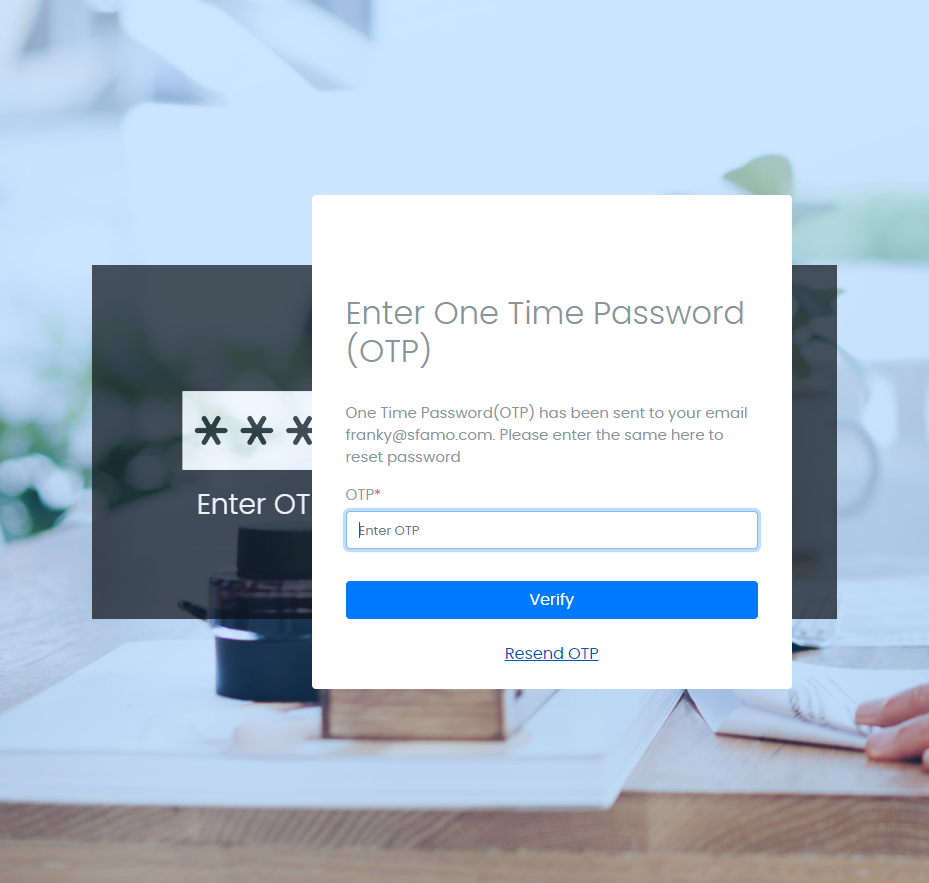 Enter One Time Password
(OTP)
One Time Password(OTP) has been sent to your email
franky@sfamo.com. Please enter the same here to
reset password
OTP*
Enter OTP
Verify
Resend OTP
* * *
Enter OT